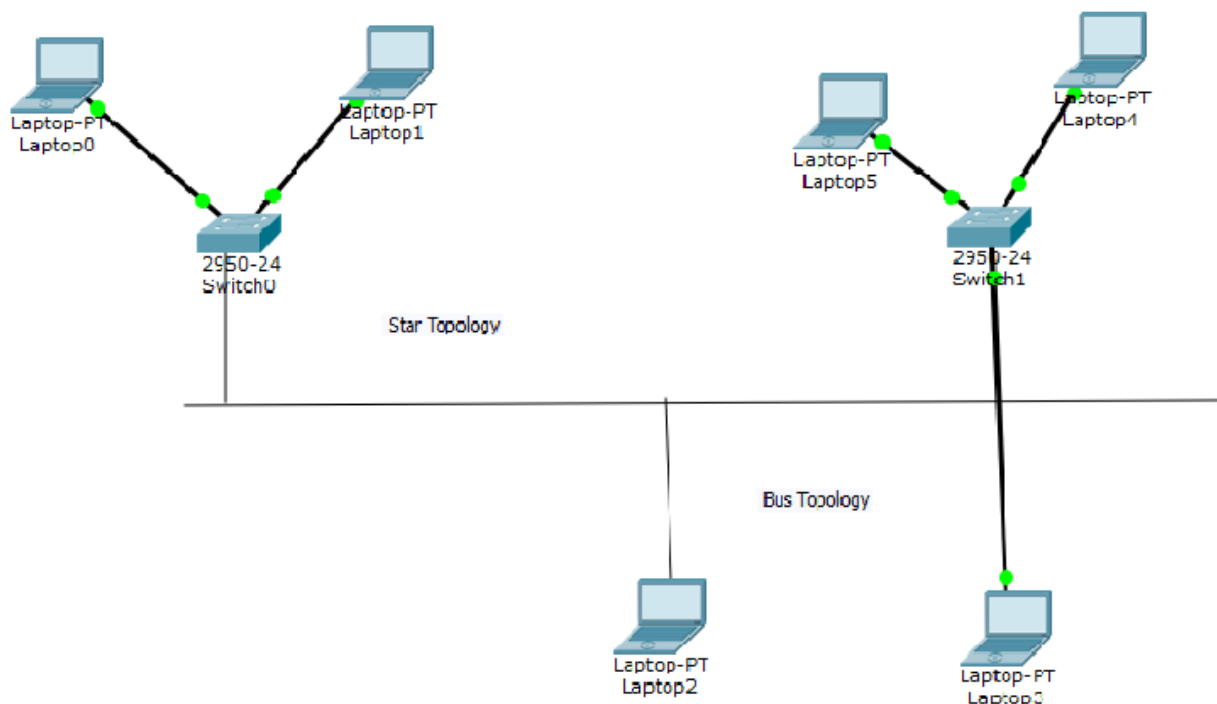 Laptop-PT
Laptop0
Laptop-PT
Laptop1
Laptop-PT
Laptop5
Laptop-PT
Laptop4
2950-24
Switch0
2950-24
Switch1
Star Topology
Bus Topology
Laptop-PT
Laptop2
Laptop-PT
Laptop3